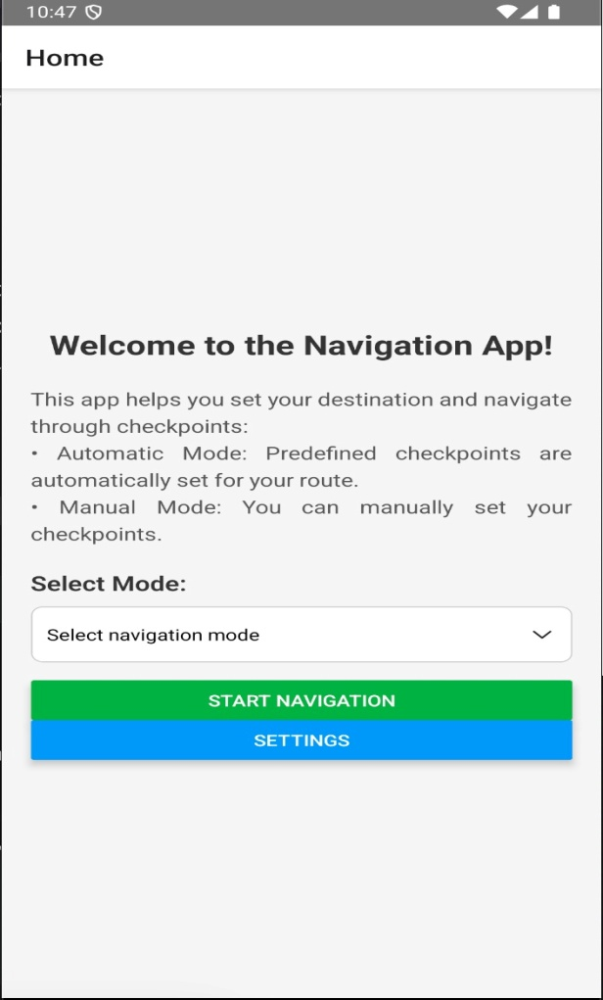 10:47
Home
Welcome to the Navigation App!
This app helps you set your destination and navigate
through checkpoints:
• Automatic Mode: Predefined checkpoints are
automatically set for your route.
• Manual Mode: You can manually set your
checkpoints.
Select Mode:
Select navigation mode
START NAVIGATION
SETTINGS